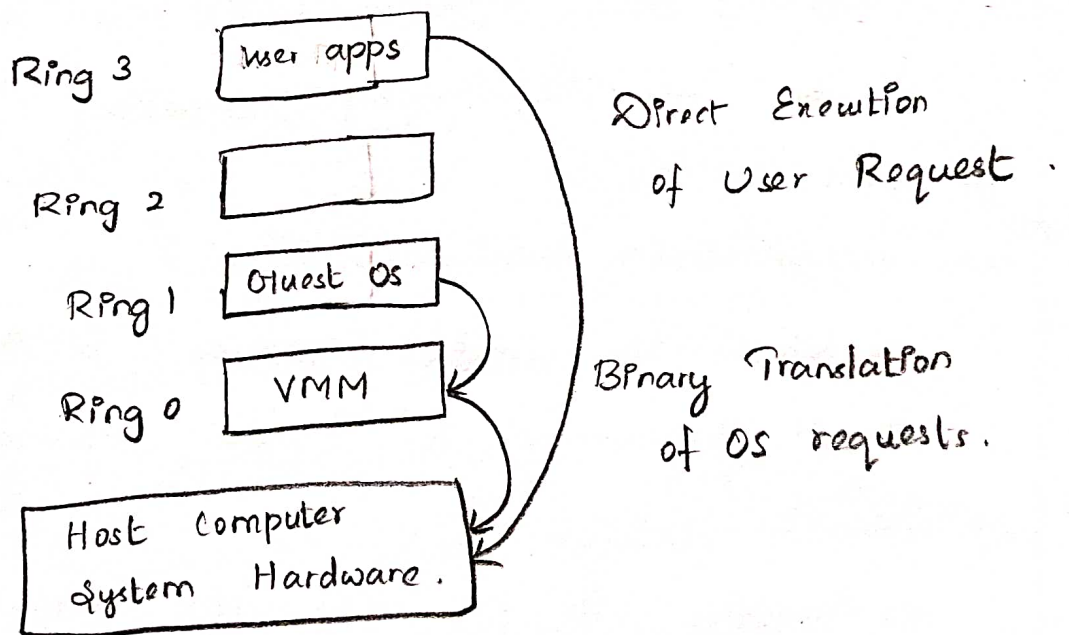 Ring 3
User apps
Direct Execution
of User Request.
Ring 2
Ring 1
Guest Os
Ring 0
VMM
Binary Translation
of OS requests.
Host Computer
System Hardware.